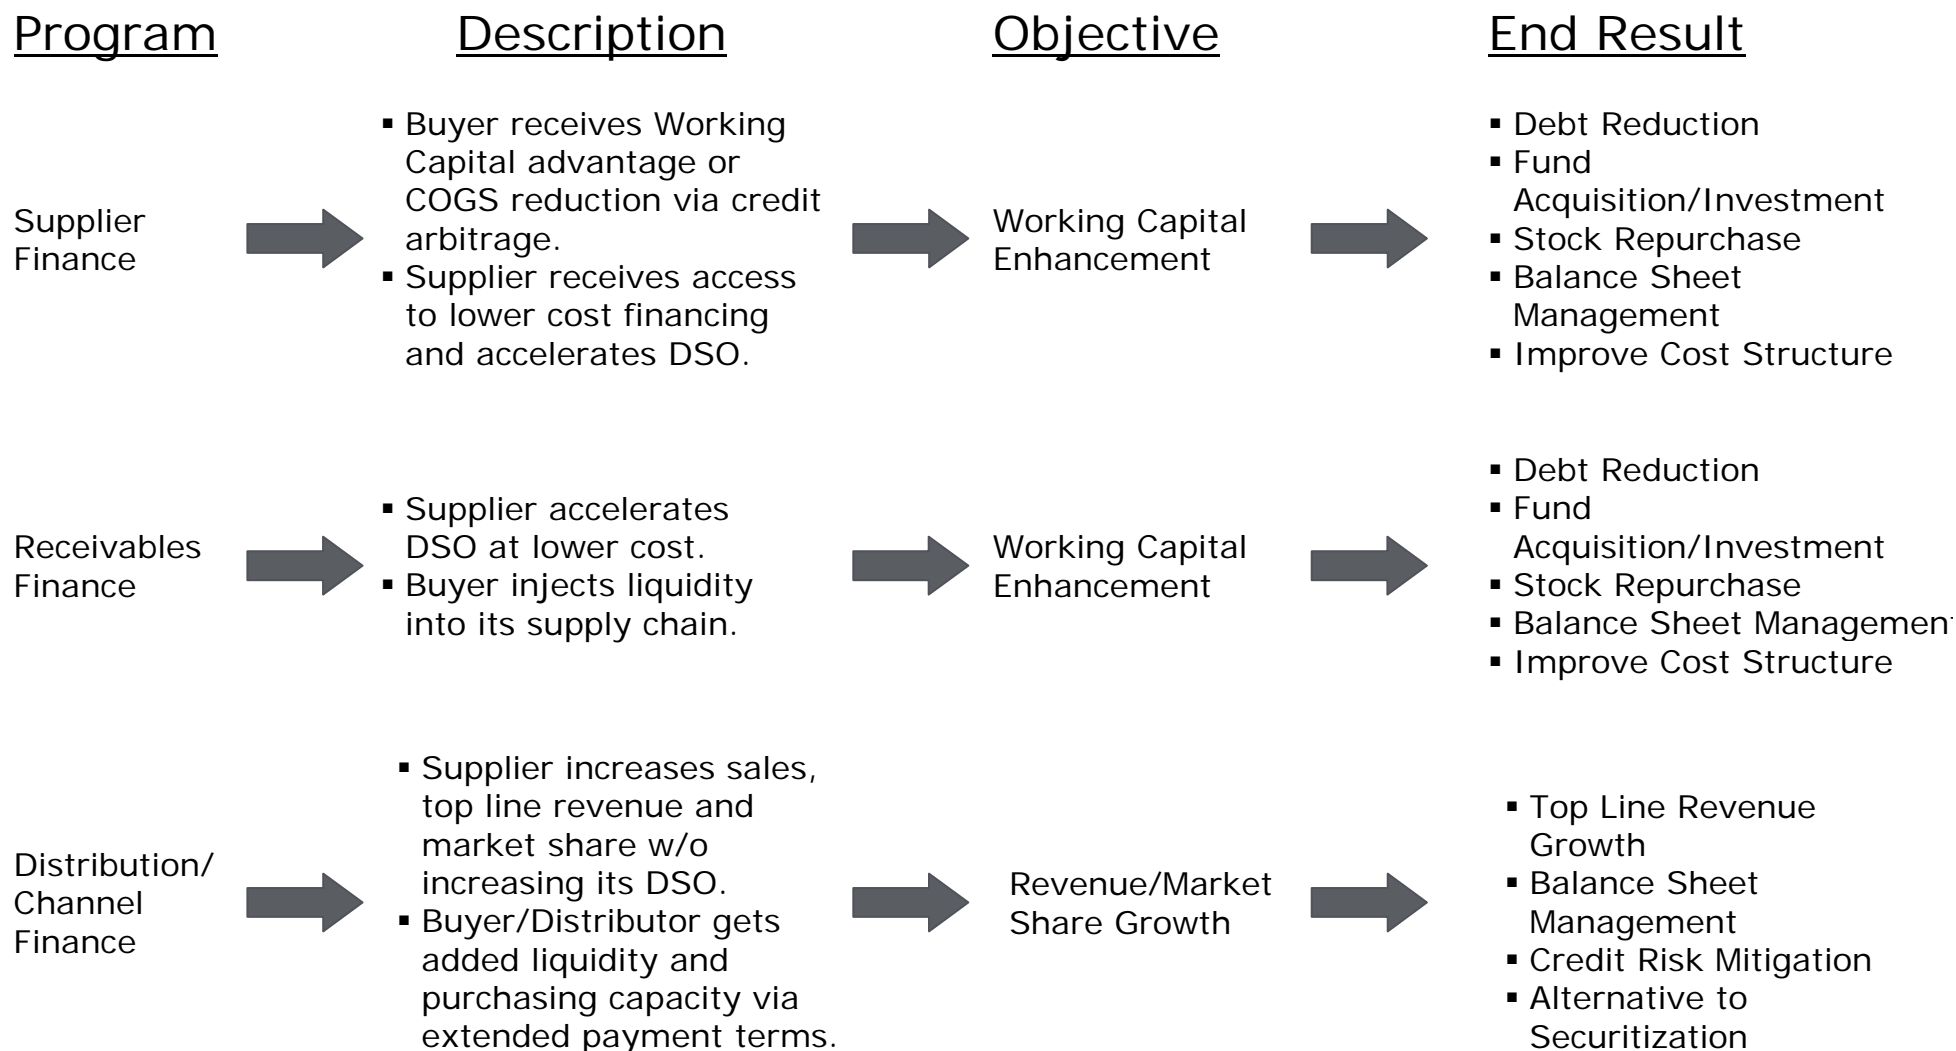 Program
Description
Objective
End Result
Supplier
Finance
▪ Buyer receives Working
Capital advantage or
COGS reduction via credit
arbitrage.
▪ Supplier receives access
to lower cost financing
and accelerates DSO.
Working Capital
Enhancement
▪ Debt Reduction
▪ Fund
Acquisition/Investment
▪ Stock Repurchase
▪ Balance Sheet
Management
▪ Improve Cost Structure
Receivables
Finance
▪ Supplier accelerates
DSO at lower cost.
▪ Buyer injects liquidity
into its supply chain.
Working Capital
Enhancement
▪ Debt Reduction
▪ Fund
Acquisition/Investment
▪ Stock Repurchase
▪ Balance Sheet Management
▪ Improve Cost Structure
Distribution/
Channel
Finance
▪ Supplier increases sales,
top line revenue and
market share w/o
increasing its DSO.
▪ Buyer/Distributor gets
added liquidity and
purchasing capacity via
extended payment terms.
Revenue/Market
Share Growth
▪ Top Line Revenue
Growth
▪ Balance Sheet
Management
▪ Credit Risk Mitigation
▪ Alternative to
Securitization